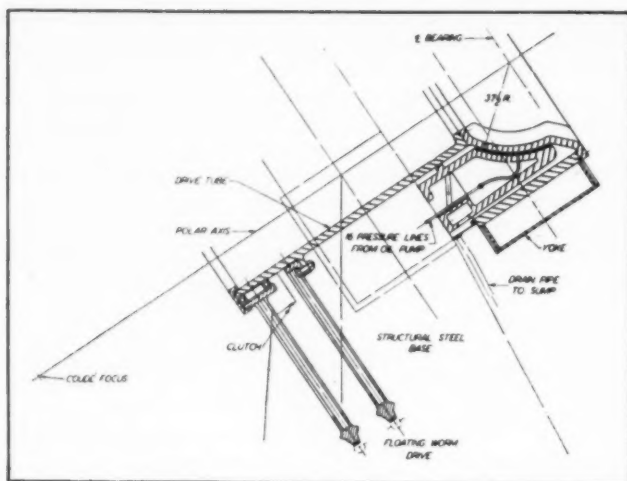 ℄ BEARING
37½ R.
DRIVE TUBE
POLAR AXIS
16 PRESSURE LINES
FROM OIL PUMP
YOKE
DRAIN PIPE
TO SUMP
CLUTCH
STRUCTURAL STEEL
BASE
COUDE FOCUS
FLOATING WORM
DRIVE